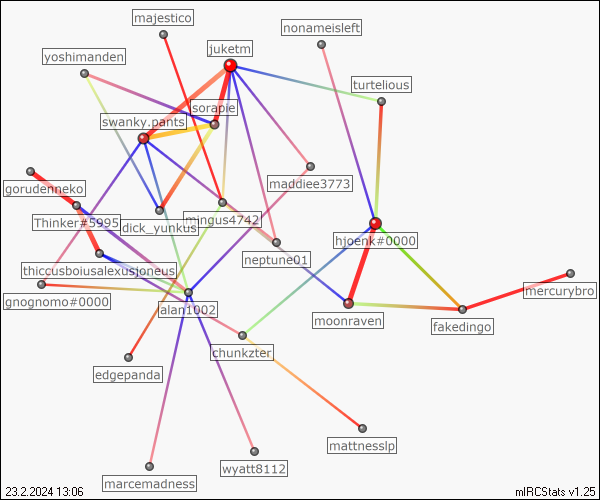 majestico
nonameisleft
juketm
yoshimanden
turtelious
sorapie
swanky.pants
maddiee3773
gorudenneko
Thinker#5995
dick_yunkus
mingus4742
hjoenk#0000
neptune01
thiccusboiusalexusjoneus
mercurybro
gnognomo#0000
alan1002
moonraven
fakedingo
chunkzter
edgepanda
mattnesslp
wyatt8112
marcemadness
23.2.2024 13:06
mIRCStats v1.25